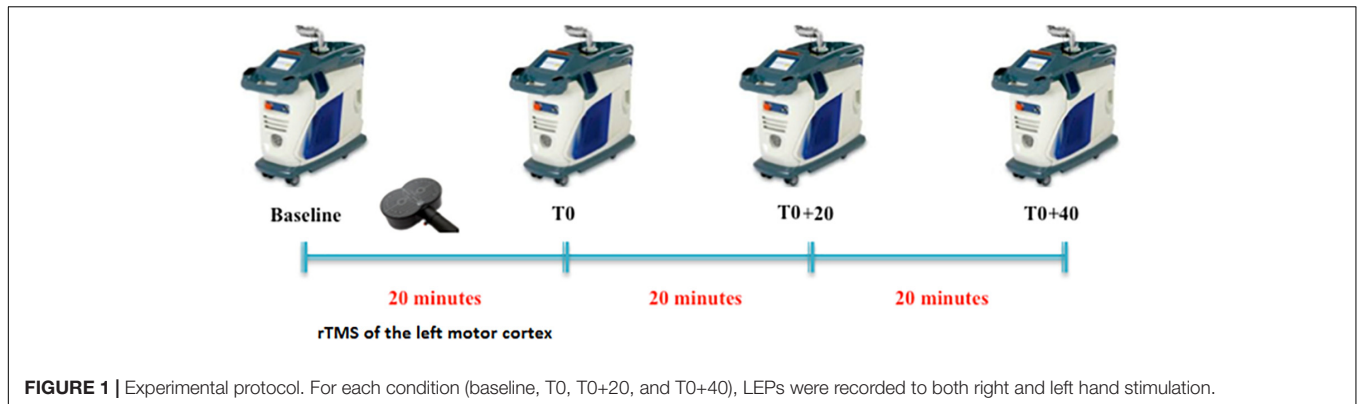 Baseline
T0
T0+20
T0+40
20 minutes
20 minutes
20 minutes
rTMS of the left motor cortex
FIGURE 1 | Experimental protocol. For each condition (baseline, T0, T0+20, and T0+40), LEPs were recorded to both right and left hand stimulation.